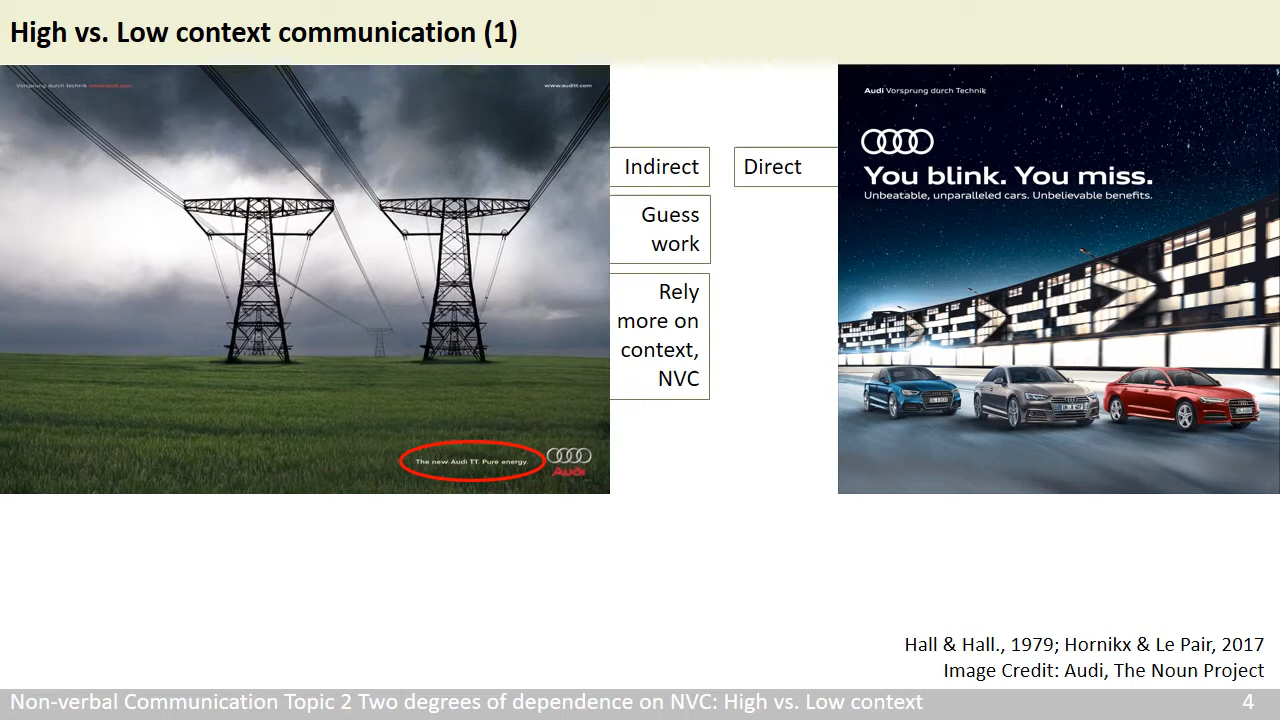 High vs. Low context communication (1)
Vorsprung durch technik
www.auditt.com
The new Audi TT. Pure energy.
Audi
Indirect
Guess
work
Rely
more on
context,
NVC
Direct
Audi Vorsprung durch Technik
You blink. You miss.
Unbeatable, unparalleled cars. Unbelievable benefits.
Hall & Hall., 1979; Hornikx & Le Pair, 2017
Image Credit: Audi, The Noun Project
Non-verbal Communication Topic 2 Two degrees of dependence on NVC: High vs. Low context
4